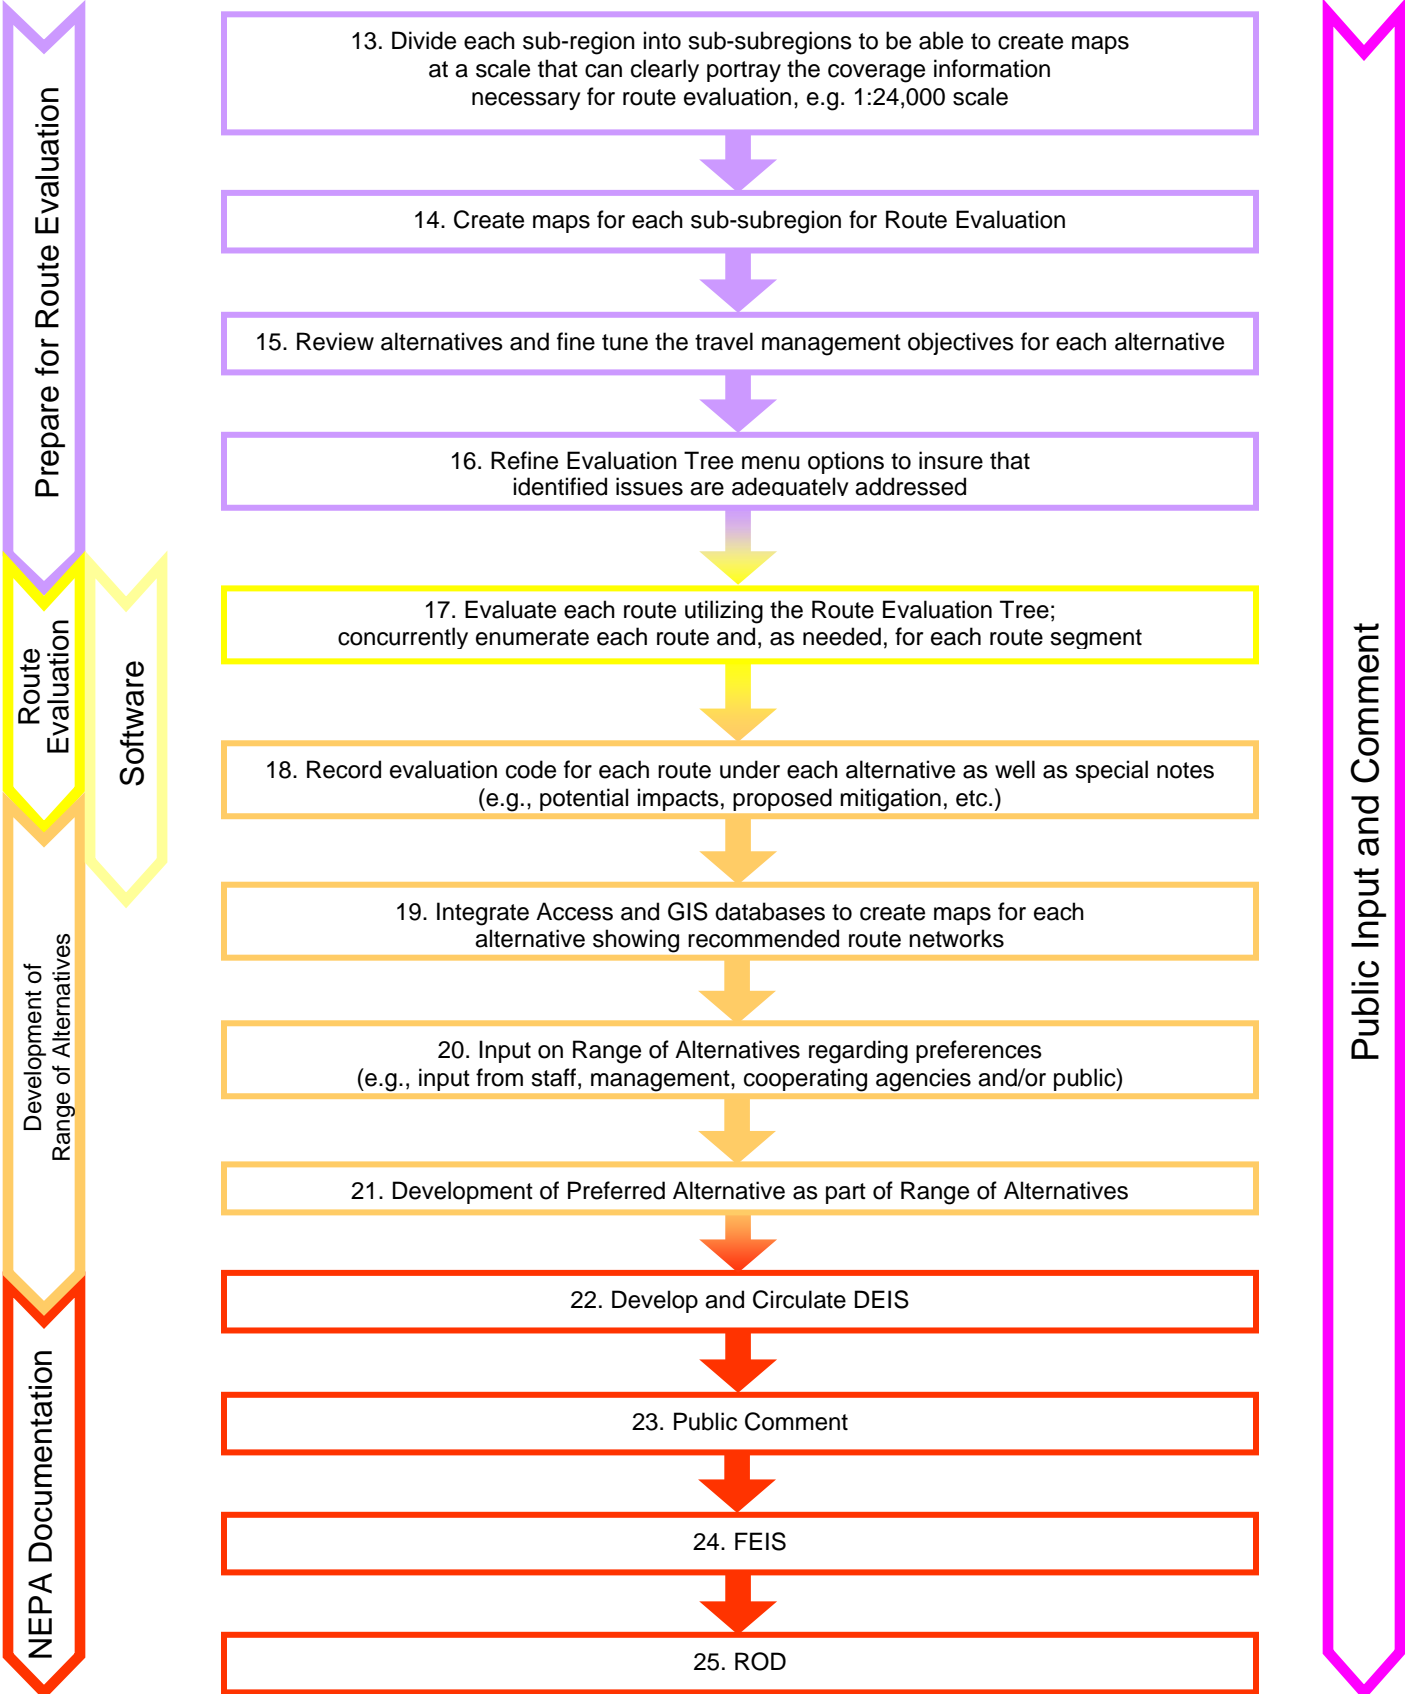 13. Divide each sub-region into sub-subregions to be able to create maps
at a scale that can clearly portray the coverage information
necessary for route evaluation, e.g. 1:24,000 scale
14. Create maps for each sub-subregion for Route Evaluation
15. Review alternatives and fine tune the travel management objectives for each alternative
16. Refine Evaluation Tree menu options to insure that
identified issues are adequately addressed
17. Evaluate each route utilizing the Route Evaluation Tree;
concurrently enumerate each route and, as needed, for each route segment
18. Record evaluation code for each route under each alternative as well as special notes
(e.g., potential impacts, proposed mitigation, etc.)
19. Integrate Access and GIS databases to create maps for each
alternative showing recommended route networks
20. Input on Range of Alternatives regarding preferences
(e.g., input from staff, management, cooperating agencies and/or public)
21. Development of Preferred Alternative as part of Range of Alternatives
22. Develop and Circulate DEIS
23. Public Comment
24. FEIS
25. ROD
Prepare for Route Evaluation
Route
Evaluation
Software
Development of
Range of Alternatives
NEPA Documentation
Public Input and Comment